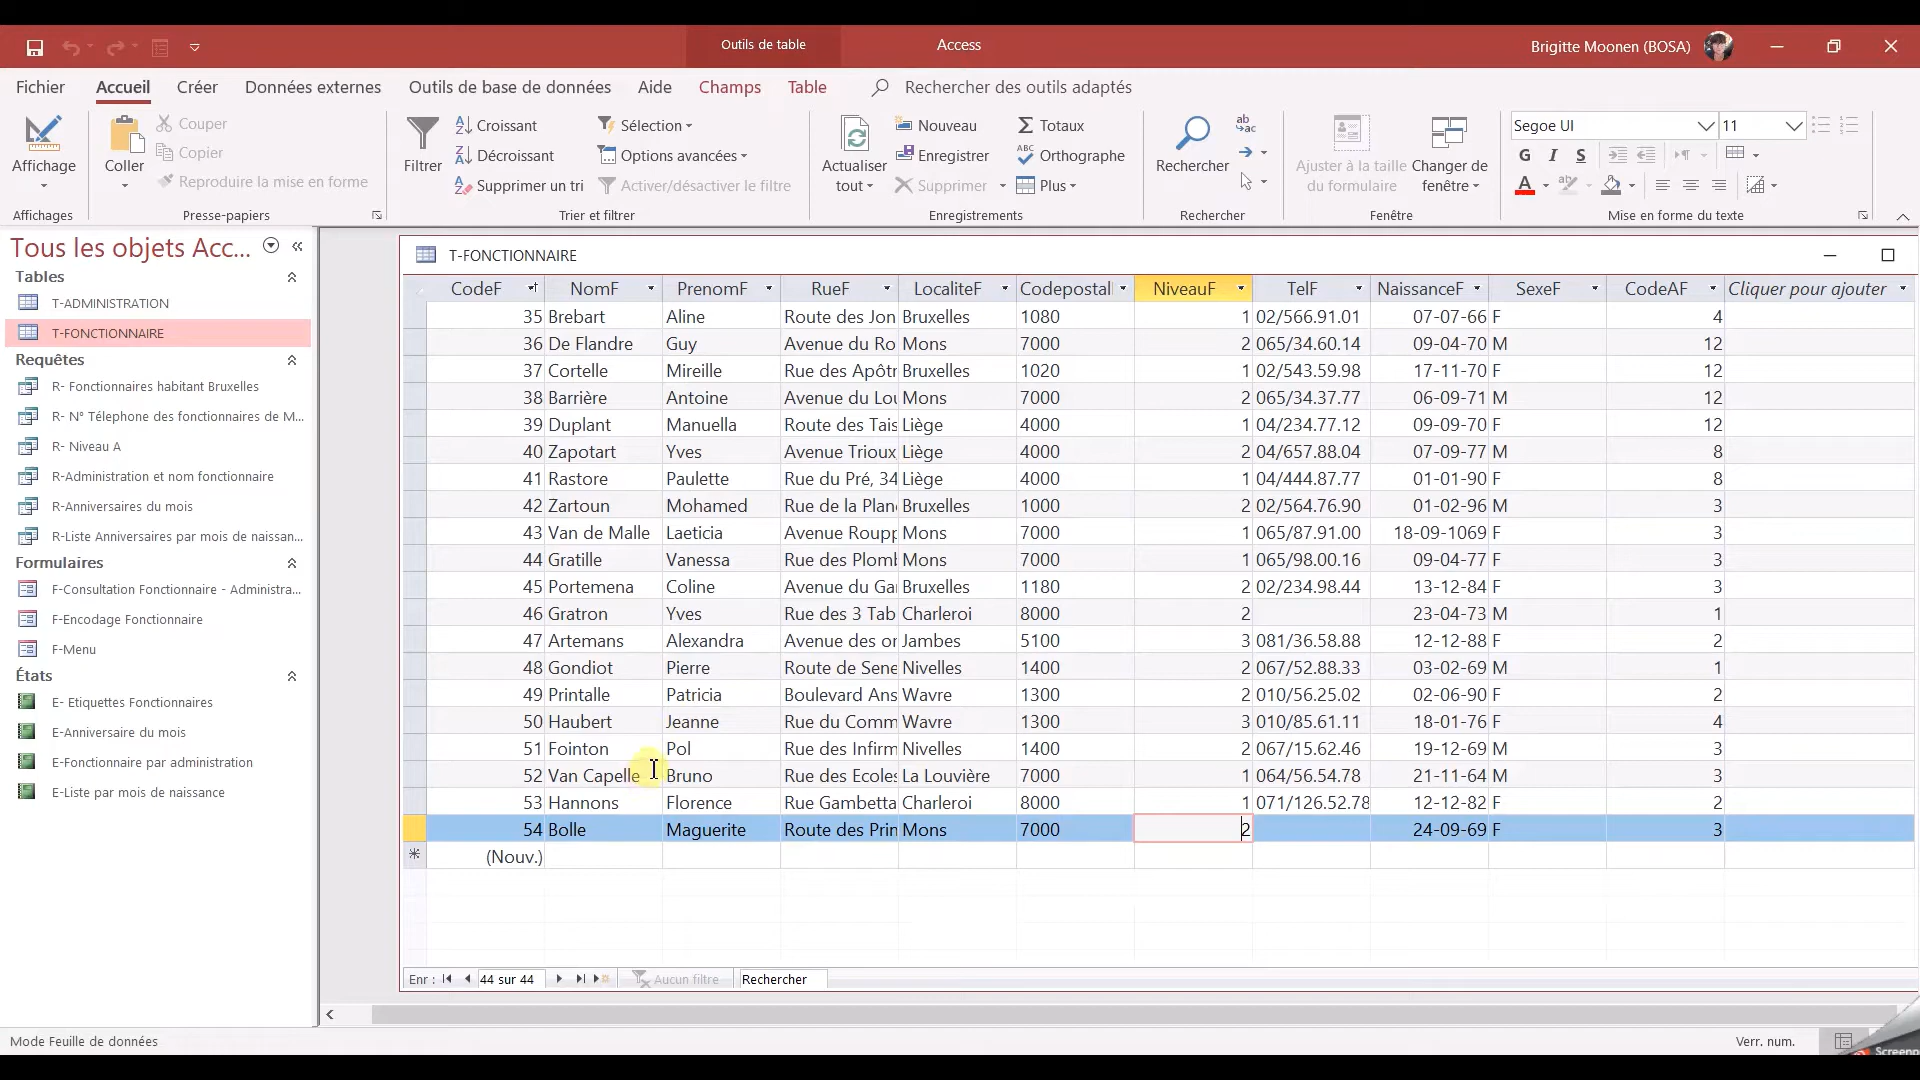 Outils de table
Access
Brigitte Moonen (BOSA)
Fichier Accueil Créer Données externes Outils de base de données Aide Champs Table Rechercher des outils adaptés
Affichage
Affichages
Coller
Couper
Copier
Reproduire la mise en forme
Presse-papiers
Filtrer
Croissant
Décroissant
Supprimer un tri
Sélection
Options avancées
Activer/désactiver le filtre
Trier et filtrer
Actualiser
tout
Nouveau
Enregistrer
Supprimer
Totaux
Orthographe
Plus
Enregistrements
Rechercher
Rechercher
Ajuster à la taille
du formulaire
Changer de
fenêtre
Fenêtre
Segoe UI 11
G I S
Mise en forme du texte
Tous les objets Acc...
Tables
T-ADMINISTRATION
T-FONCTIONNAIRE
Requêtes
R- Fonctionnaires habitant Bruxelles
R- N° Télephone des fonctionnaires de M...
R- Niveau A
R-Administration et nom fonctionnaire
R-Anniversaires du mois
R-Liste Anniversaires par mois de naissan...
Formulaires
F-Consultation Fonctionnaire - Administra...
F-Encodage Fonctionnaire
F-Menu
États
E- Etiquettes Fonctionnaires
E-Anniversaire du mois
E-Fonctionnaire par administration
E-Liste par mois de naissance
T-FONCTIONNAIRE
CodeF NomF PrenomF RueF LocaliteF Codepostal NiveauF TelF NaissanceF SexeF CodeAF Cliquer pour ajouter
35 Brebart Aline Route des Jon Bruxelles 1080 1 02/566.91.01 07-07-66 F 4
36 De Flandre Guy Avenue du Ro Mons 7000 2 065/34.60.14 09-04-70 M 12
37 Cortelle Mireille Rue des Apôtr Bruxelles 1020 1 02/543.59.98 17-11-70 F 12
38 Barrière Antoine Avenue du Lou Mons 7000 2 065/34.37.77 06-09-71 M 12
39 Duplant Manuella Route des Tais Liège 4000 1 04/234.77.12 09-09-70 F 12
40 Zapotart Yves Avenue Trioux Liège 4000 2 04/657.88.04 07-09-77 M 8
41 Rastore Paulette Rue du Pré, 34 Liège 4000 1 04/444.87.77 01-01-90 F 8
42 Zartoun Mohamed Rue de la Plan Bruxelles 1000 2 02/564.76.90 01-02-96 M 3
43 Van de Malle Laeticia Avenue Roupp Mons 7000 1 065/87.91.00 18-09-1069 F 3
44 Gratille Vanessa Rue des Plomb Mons 7000 1 065/98.00.16 09-04-77 F 3
45 Portemena Coline Avenue du Gai Bruxelles 1180 2 02/234.98.44 13-12-84 F 3
46 Gratron Yves Rue des 3 Tab Charleroi 8000 2 23-04-73 M 1
47 Artemans Alexandra Avenue des or Jambes 5100 3 081/36.58.88 12-12-88 F 2
48 Gondiot Pierre Route de Sene Nivelles 1400 2 067/52.88.33 03-02-69 M 1
49 Printalle Patricia Boulevard Ans Wavre 1300 2 010/56.25.02 02-06-90 F 2
50 Haubert Jeanne Rue du Comm Wavre 1300 3 010/85.61.11 18-01-76 F 4
51 Fointon Pol Rue des Infirm Nivelles 1400 2 067/15.62.46 19-12-69 M 3
52 Van Capelle Bruno Rue des Ecoles La Louvière 7000 1 064/56.54.78 21-11-64 M 3
53 Hannons Florence Rue Gambetta Charleroi 8000 1 071/126.52.78 12-12-82 F 2
54 Bolle Maguerite Route des Prin Mons 7000 2 24-09-69 F 3
(Nouv.)
Enr : 44 sur 44 Aucun filtre Rechercher
Mode Feuille de données
Verr. num.